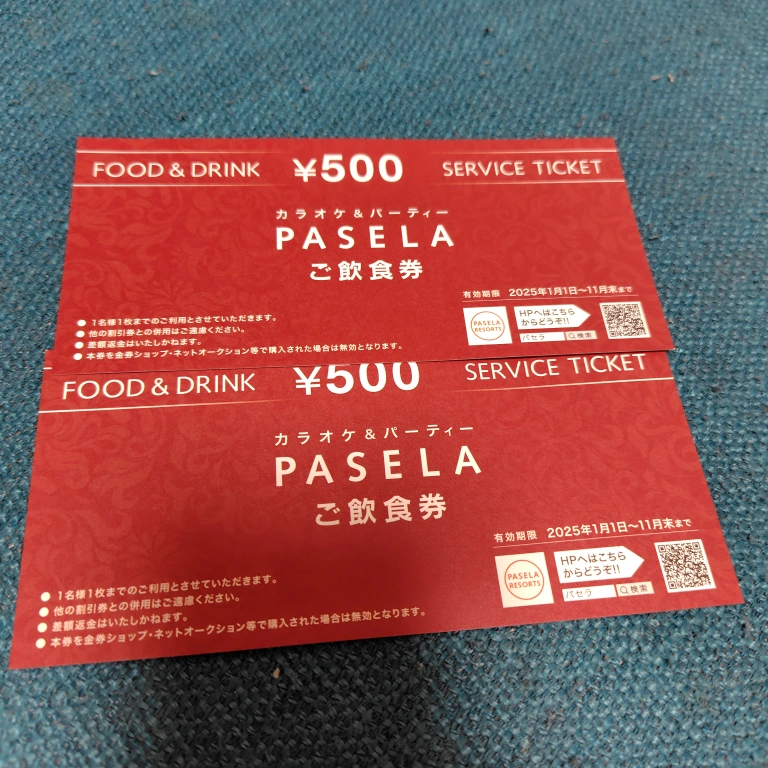 FOOD & DRINK ¥500 SERVICE TICKET
カラオケ&パーティー
PASELA
ご飲食券
有効期限 2025年1月1日〜11月末まで
● 1名様1枚までのご利用とさせていただきます。
● 他の割引券との併用はご遠慮ください。
● 差額返金はいたしかねます。
● 本券を金券ショップ・ネットオークション等で購入された場合は無効となります。
PASELA
RESORTS
HPへはこちら
からどうぞ!!
パセラ 検索
FOOD & DRINK ¥500 SERVICE TICKET
カラオケ&パーティー
PASELA
ご飲食券
有効期限 2025年1月1日〜11月末まで
● 1名様1枚までのご利用とさせていただきます。
● 他の割引券との併用はご遠慮ください。
● 差額返金はいたしかねます。
● 本券を金券ショップ・ネットオークション等で購入された場合は無効となります。
PASELA
RESORTS
HPへはこちら
からどうぞ!!
パセラ 検索